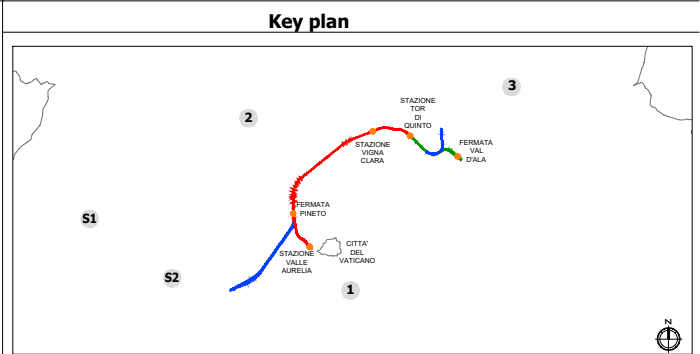 Key plan
3
STAZIONE
TOR
DI
QUINTO
2
STAZIONE
VIGNA
CLARA
FERMATA
VAL
D'ALA
FERMATA
PINETO
S1
CITTA'
DEL
VATICANO
STAZIONE
VALLE
AURELIA
S2
1
N